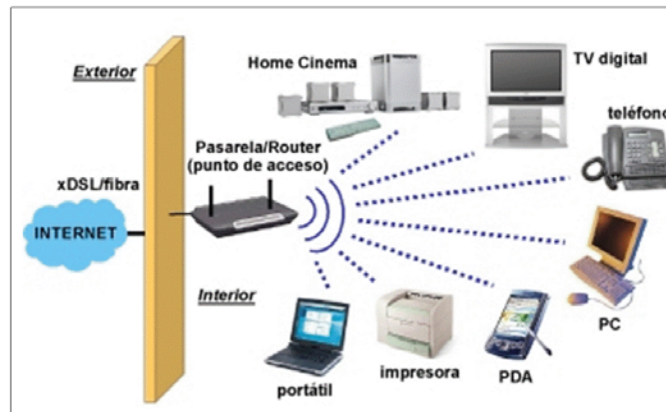 Exterior
Home Cinema
TV digital
teléfono
Pasarela/Router
(punto de acceso)
xDSL/fibra
INTERNET
Interior
PC
portátil
impresora
PDA